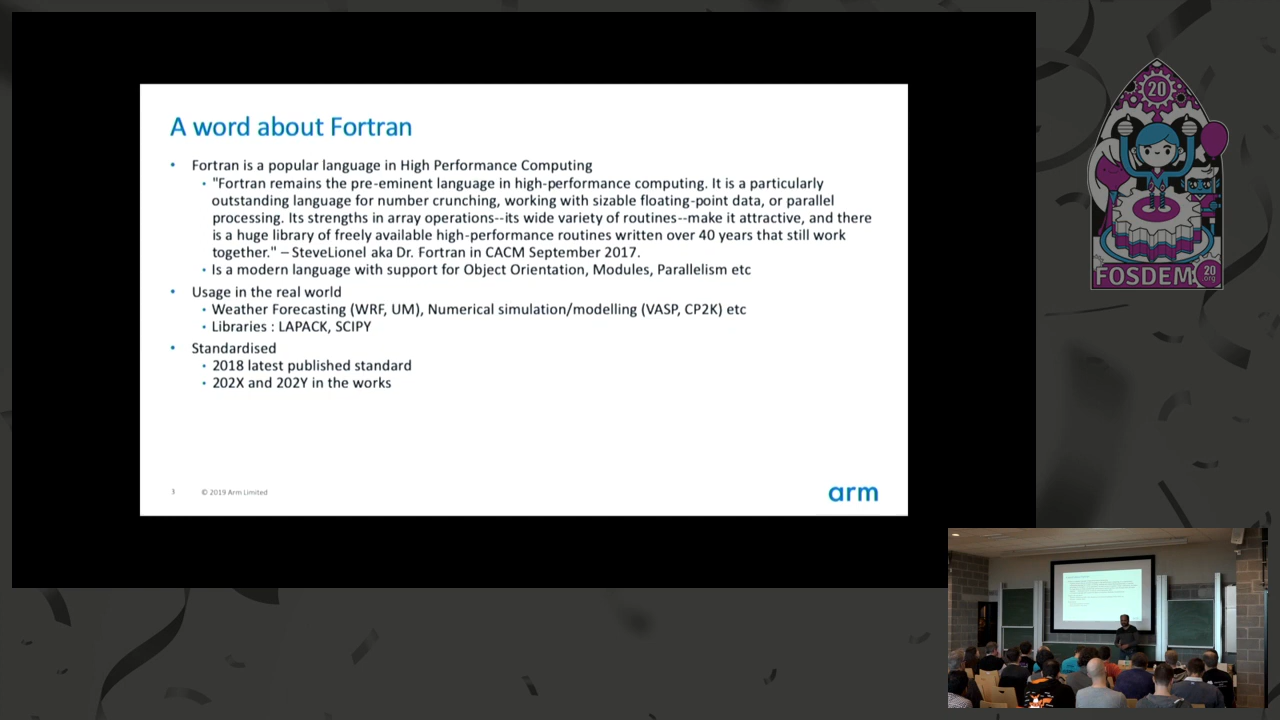 A word about Fortran
• Fortran is a popular language in High Performance Computing
• "Fortran remains the pre-eminent language in high-performance computing. It is a particularly
outstanding language for number crunching, working with sizable floating-point data, or parallel
processing. Its strengths in array operations--its wide variety of routines--make it attractive, and there
is a huge library of freely available high-performance routines written over 40 years that still work
together." – SteveLionel aka Dr. Fortran in CACM September 2017.
• Is a modern language with support for Object Orientation, Modules, Parallelism etc
• Usage in the real world
• Weather Forecasting (WRF, UM), Numerical simulation/modelling (VASP, CP2K) etc
• Libraries : LAPACK, SCIPY
• Standardised
• 2018 latest published standard
• 202X and 202Y in the works
3 © 2019 Arm Limited
arm
20
FOSDEM 20
.org